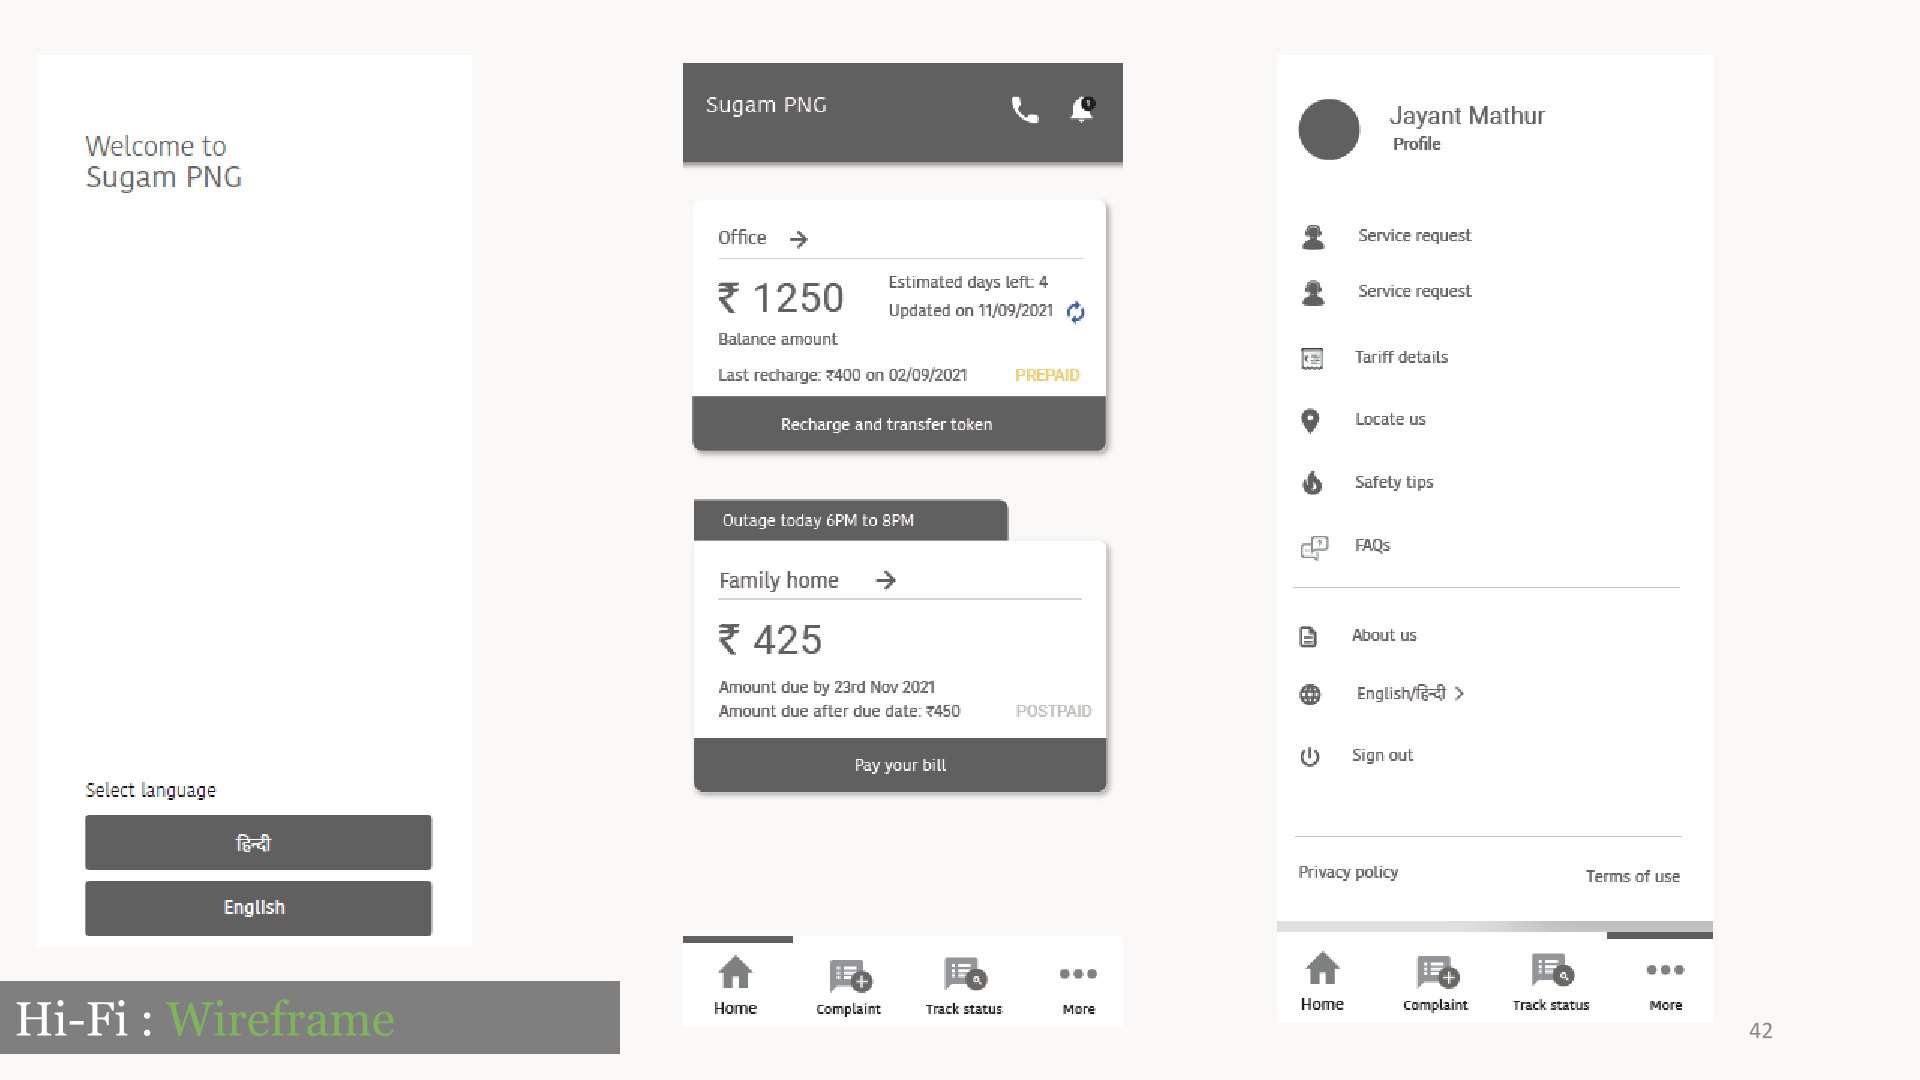 Welcome to
Sugam PNG
Select language
हिन्दी
English
Sugam PNG
1
Office
₹ 1250
Estimated days left: 4
Updated on 11/09/2021
Balance amount
Last recharge: ₹400 on 02/09/2021
PREPAID
Recharge and transfer token
Outage today 6PM to 8PM
Family home
₹ 425
Amount due by 23rd Nov 2021
Amount due after due date: ₹450
POSTPAID
Pay your bill
Home
Complaint
Track status
More
Jayant Mathur
Profile
Service request
Service request
Tariff details
Locate us
Safety tips
FAQs
About us
English/हिन्दी
Sign out
Privacy policy
Terms of use
Home
Complaint
Track status
More
Hi-Fi : Wireframe
42